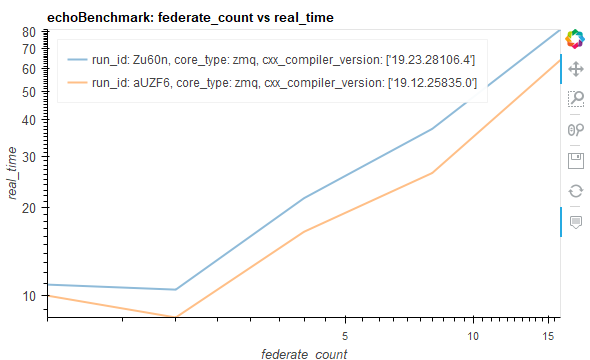 echoBenchmark: federate_count vs real_time
run_id: Zu60n, core_type: zmq, cxx_compiler_version: ['19.23.28106.4']
run_id: aUZF6, core_type: zmq, cxx_compiler_version: ['19.12.25835.0']
80
70
60
50
40
30
20
10
real_time
5
10
15
federate_count